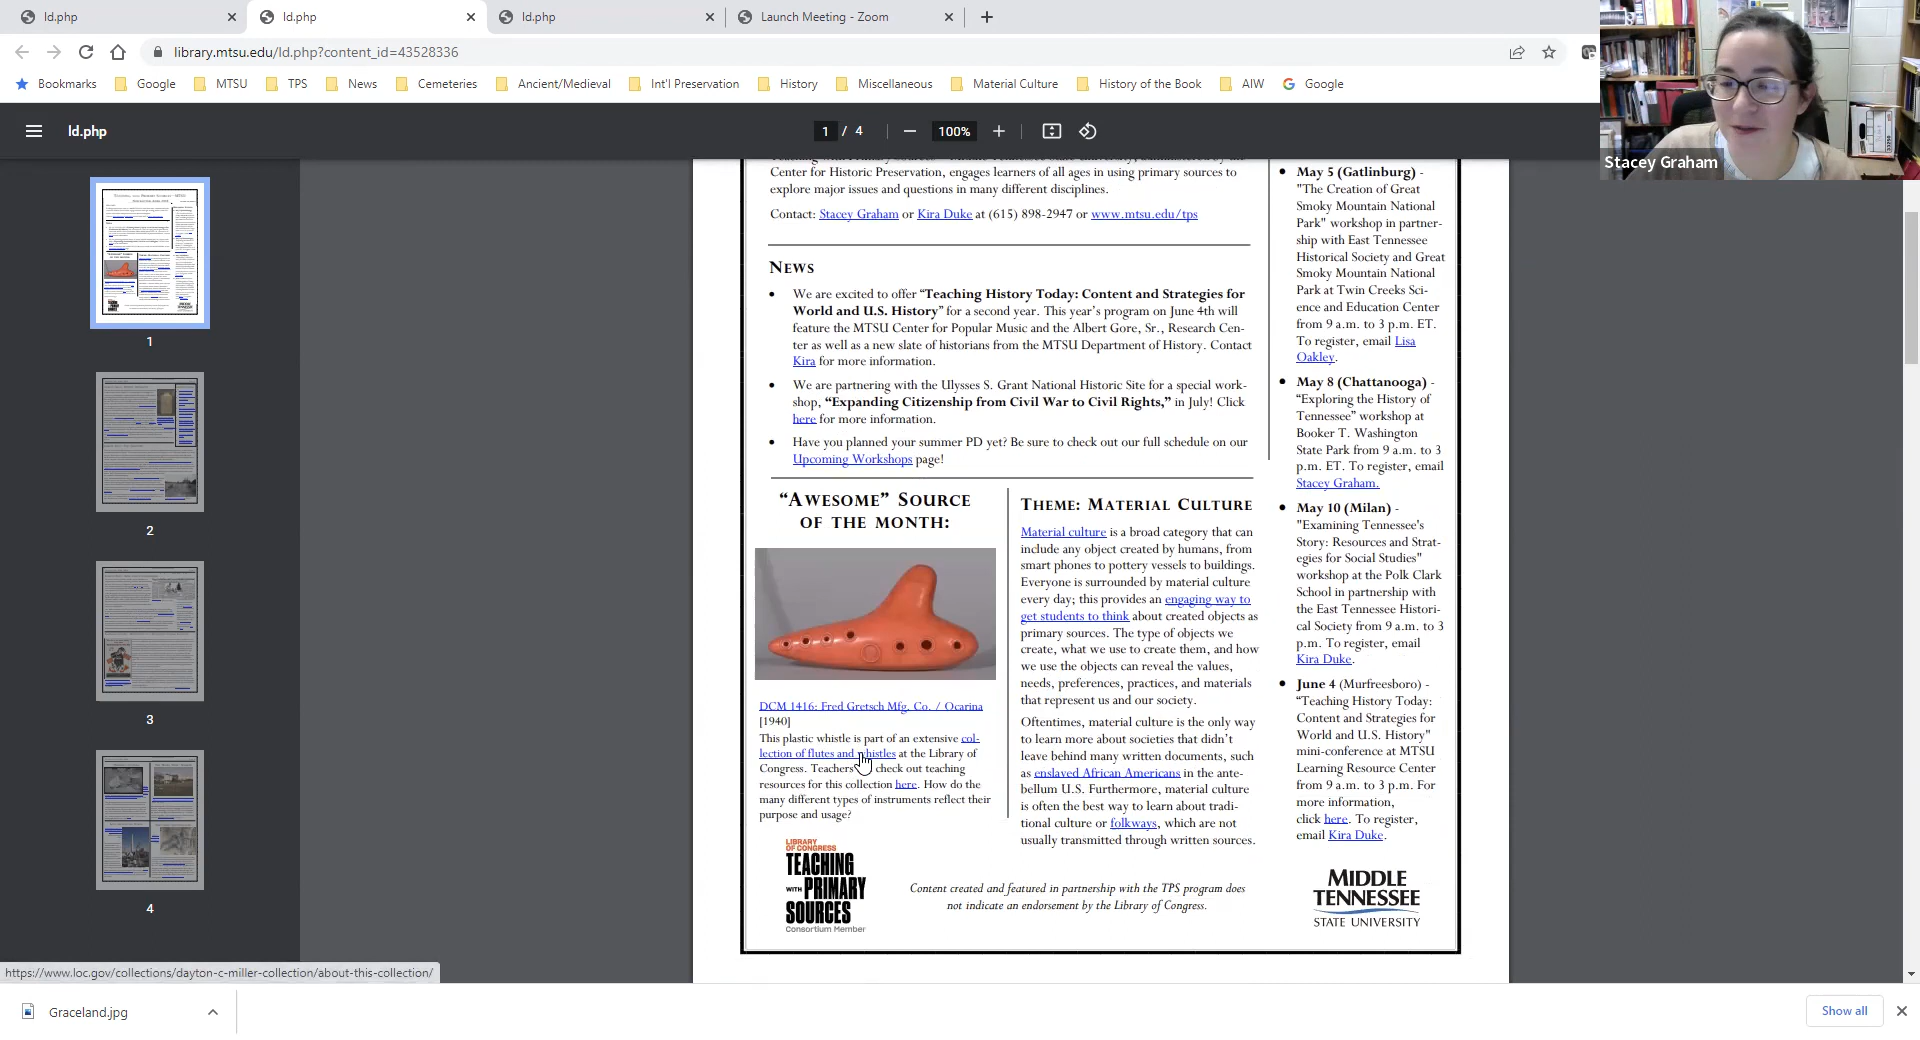 ld.php
ld.php
ld.php
Launch Meeting - Zoom
library.mtsu.edu/ld.php?content_id=43528336
Bookmarks
Google
MTSU
TPS
News
Cemeteries
Ancient/Medieval
Int'l Preservation
History
Miscellaneous
Material Culture
History of the Book
AIW
Google
ld.php
1 / 4
100%
Stacey Graham
1
2
3
4
Center for Historic Preservation, engages learners of all ages in using primary sources to
explore major issues and questions in many different disciplines.
Contact: Stacey Graham or Kira Duke at (615) 898-2947 or www.mtsu.edu/tps
NEWS
• We are excited to offer “Teaching History Today: Content and Strategies for
World and U.S. History” for a second year. This year’s program on June 4th will
feature the MTSU Center for Popular Music and the Albert Gore, Sr., Research Cen-
ter as well as a new slate of historians from the MTSU Department of History. Contact
Kira for more information.
• We are partnering with the Ulysses S. Grant National Historic Site for a special work-
shop, “Expanding Citizenship from Civil War to Civil Rights,” in July! Click
here for more information.
• Have you planned your summer PD yet? Be sure to check out our full schedule on our
Upcoming Workshops page!
“AWESOME” SOURCE
OF THE MONTH:
DCM 1416: Fred Gretsch Mfg. Co. / Ocarina
[1940]
This plastic whistle is part of an extensive col-
lection of flutes and whistles at the Library of
Congress. Teachers check out teaching
resources for this collection here. How do the
many different types of instruments reflect their
purpose and usage?
THEME: MATERIAL CULTURE
Material culture is a broad category that can
include any object created by humans, from
smart phones to pottery vessels to buildings.
Everyone is surrounded by material culture
every day; this provides an engaging way to
get students to think about created objects as
primary sources. The type of objects we
create, what we use to create them, and how
we use the objects can reveal the values,
needs, preferences, practices, and materials
that represent us and our society.
Oftentimes, material culture is the only way
to learn more about societies that didn’t
leave behind many written documents, such
as enslaved African Americans in the ante-
bellum U.S. Furthermore, material culture
is often the best way to learn about tradi-
tional culture or folkways, which are not
usually transmitted through written sources.
• May 5 (Gatlinburg) -
"The Creation of Great
Smoky Mountain National
Park" workshop in partner-
ship with East Tennessee
Historical Society and Great
Smoky Mountain National
Park at Twin Creeks Sci-
ence and Education Center
from 9 a.m. to 3 p.m. ET.
To register, email Lisa
Oakley.
• May 8 (Chattanooga) -
“Exploring the History of
Tennessee” workshop at
Booker T. Washington
State Park from 9 a.m. to 3
p.m. ET. To register, email
Stacey Graham.
• May 10 (Milan) -
"Examining Tennessee's
Story: Resources and Strat-
egies for Social Studies"
workshop at the Polk Clark
School in partnership with
the East Tennessee Histori-
cal Society from 9 a.m. to 3
p.m. To register, email
Kira Duke.
• June 4 (Murfreesboro) -
“Teaching History Today:
Content and Strategies for
World and U.S. History"
mini-conference at MTSU
Learning Resource Center
from 9 a.m. to 3 p.m. For
more information,
click here. To register,
email Kira Duke.
LIBRARY
OF CONGRESS
TEACHING
WITH PRIMARY
SOURCES
Consortium Member
Content created and featured in partnership with the TPS program does
not indicate an endorsement by the Library of Congress.
MIDDLE
TENNESSEE
STATE UNIVERSITY
https://www.loc.gov/collections/dayton-c-miller-collection/about-this-collection/
Graceland.jpg
Show all